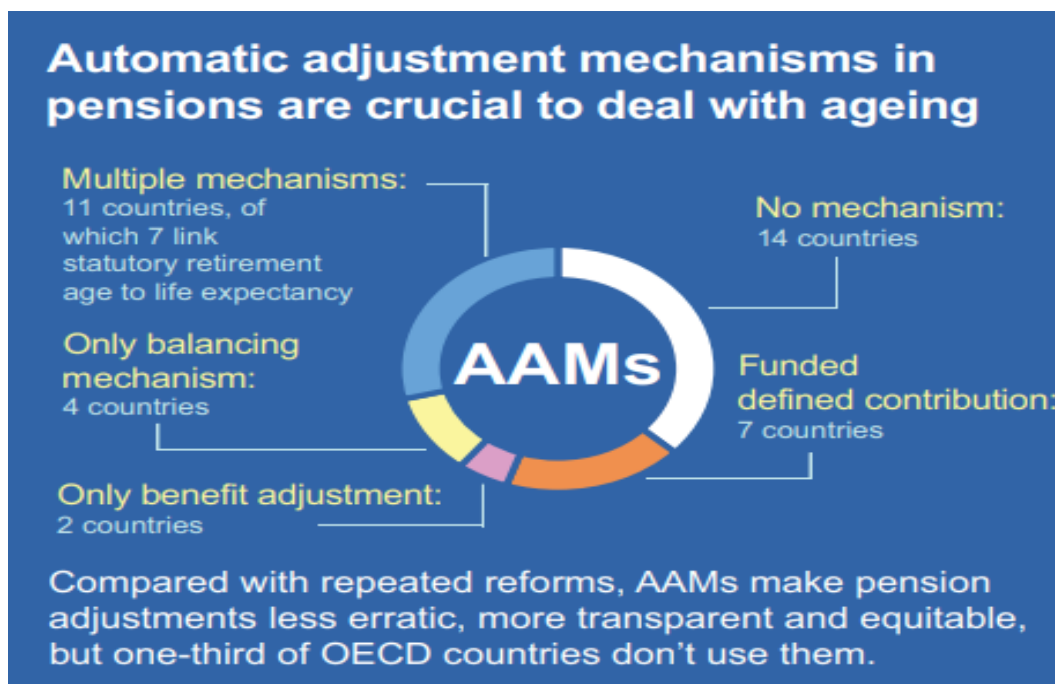 Automatic adjustment mechanisms in
pensions are crucial to deal with ageing
Multiple mechanisms:
11 countries, of
which 7 link
statutory retirement
age to life expectancy
No mechanism:
14 countries
Only balancing
mechanism:
4 countries
AAMs
Funded
defined contribution:
7 countries
Only benefit adjustment:
2 countries
Compared with repeated reforms, AAMs make pension
adjustments less erratic, more transparent and equitable,
but one-third of OECD countries don't use them.